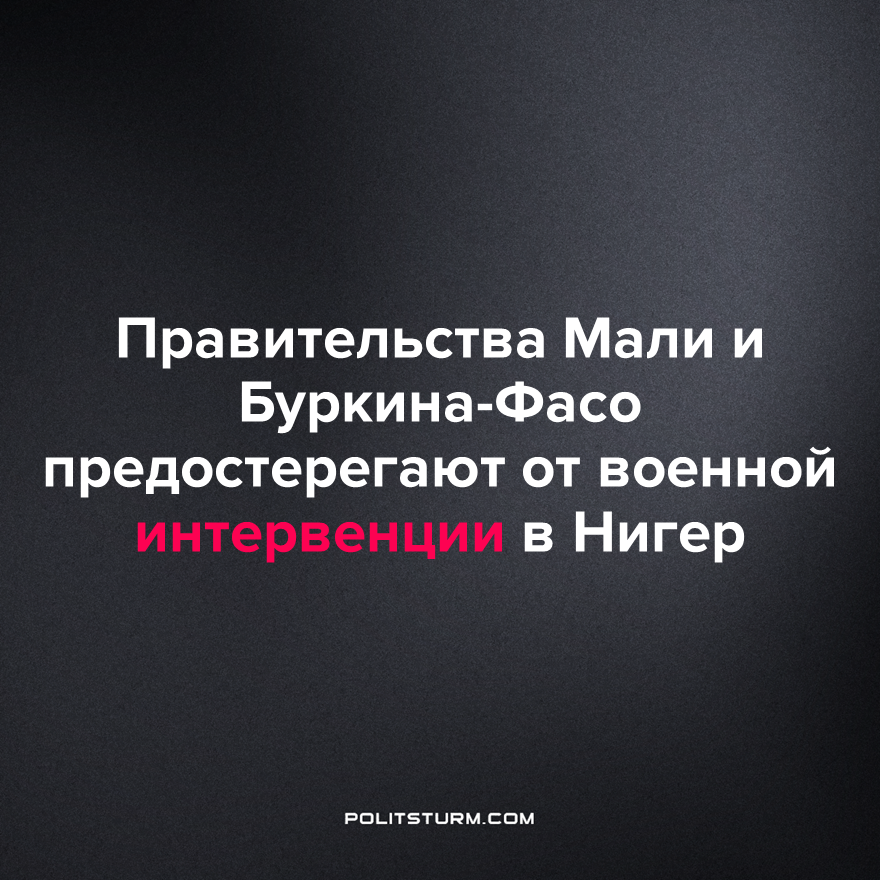 Правительства Мали и
Буркина-Фасо
предостерегают от военной
интервенции в Нигер
POLITSTURM.COM